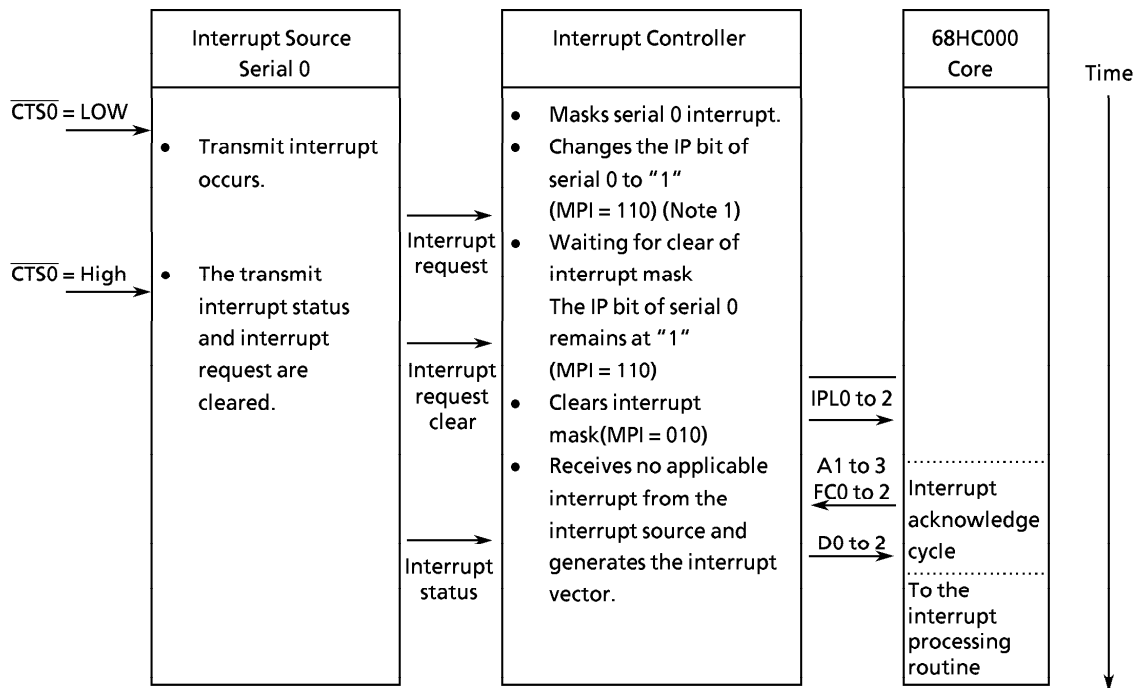 Interrupt Source
Serial 0
Interrupt Controller
68HC000
Core
Time
CTS0 = LOW
• Transmit interrupt
occurs.
CTS0 = High
• The transmit
interrupt status
and interrupt
request are
cleared.
Interrupt
request
Interrupt
request
clear
Interrupt
status
• Masks serial 0 interrupt.
• Changes the IP bit of
serial 0 to "1"
(MPI = 110) (Note 1)
• Waiting for clear of
interrupt mask
The IP bit of serial 0
remains at "1"
(MPI = 110)
• Clears interrupt
mask(MPI = 010)
• Receives no applicable
interrupt from the
interrupt source and
generates the interrupt
vector.
IPL0 to 2
A1 to 3
FC0 to 2
D0 to 2
Interrupt
acknowledge
cycle
To the
interrupt
processing
routine